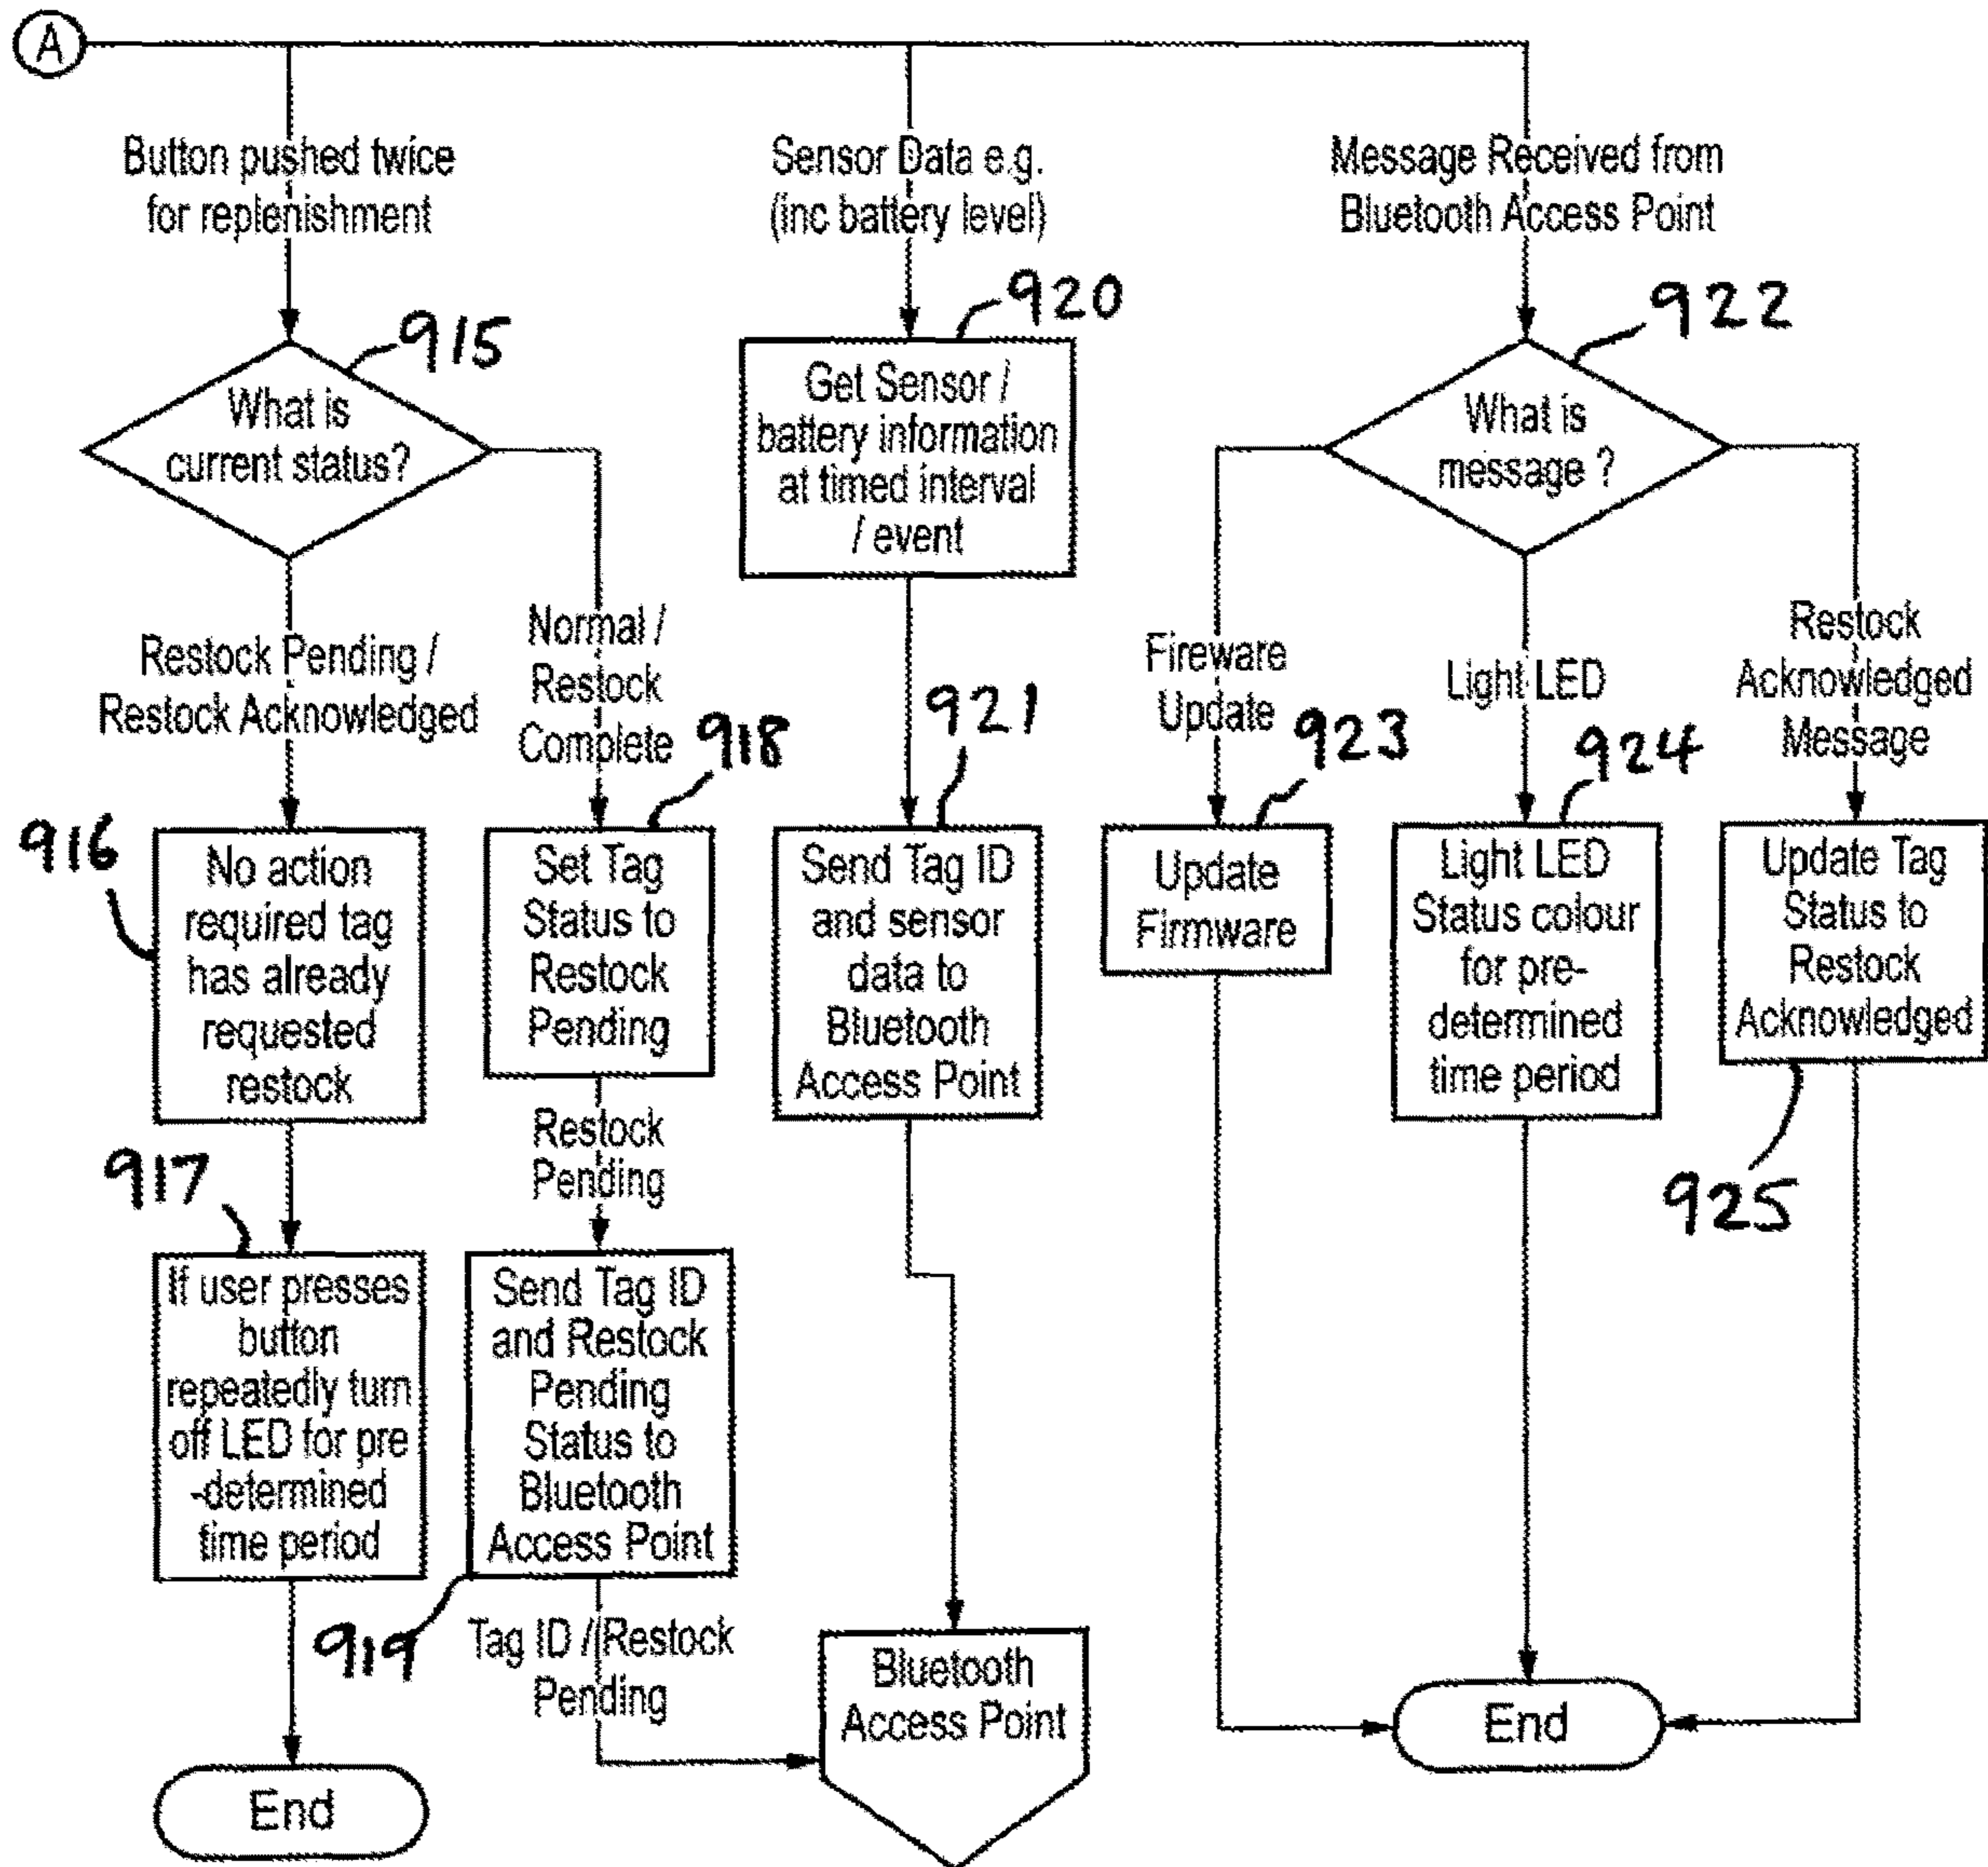 A
Button pushed twice
for replenishment
Sensor Data e.g.
(inc battery level)
Message Received from
Bluetooth Access Point
915
What is
current status?
920
Get Sensor /
battery information
at timed interval
/ event
922
What is
message ?
Restock Pending /
Restock Acknowledged
Normal /
Restock
Complete
Fireware
Update
Light LED
Restock
Acknowledged
Message
916
No action
required tag
has already
requested
restock
918
Set Tag
Status to
Restock
Pending
921
Send Tag ID
and sensor
data to
Bluetooth
Access Point
923
Update
Firmware
924
Light LED
Status colour
for pre-
determined
time period
Update Tag
Status to
Restock
Acknowledged
925
Restock
Pending
917
If user presses
button
repeatedly turn
off LED for pre
-determined
time period
Send Tag ID
and Restock
Pending
Status to
Bluetooth
Access Point
919
Tag ID / Restock
Pending
Bluetooth
Access Point
End
End